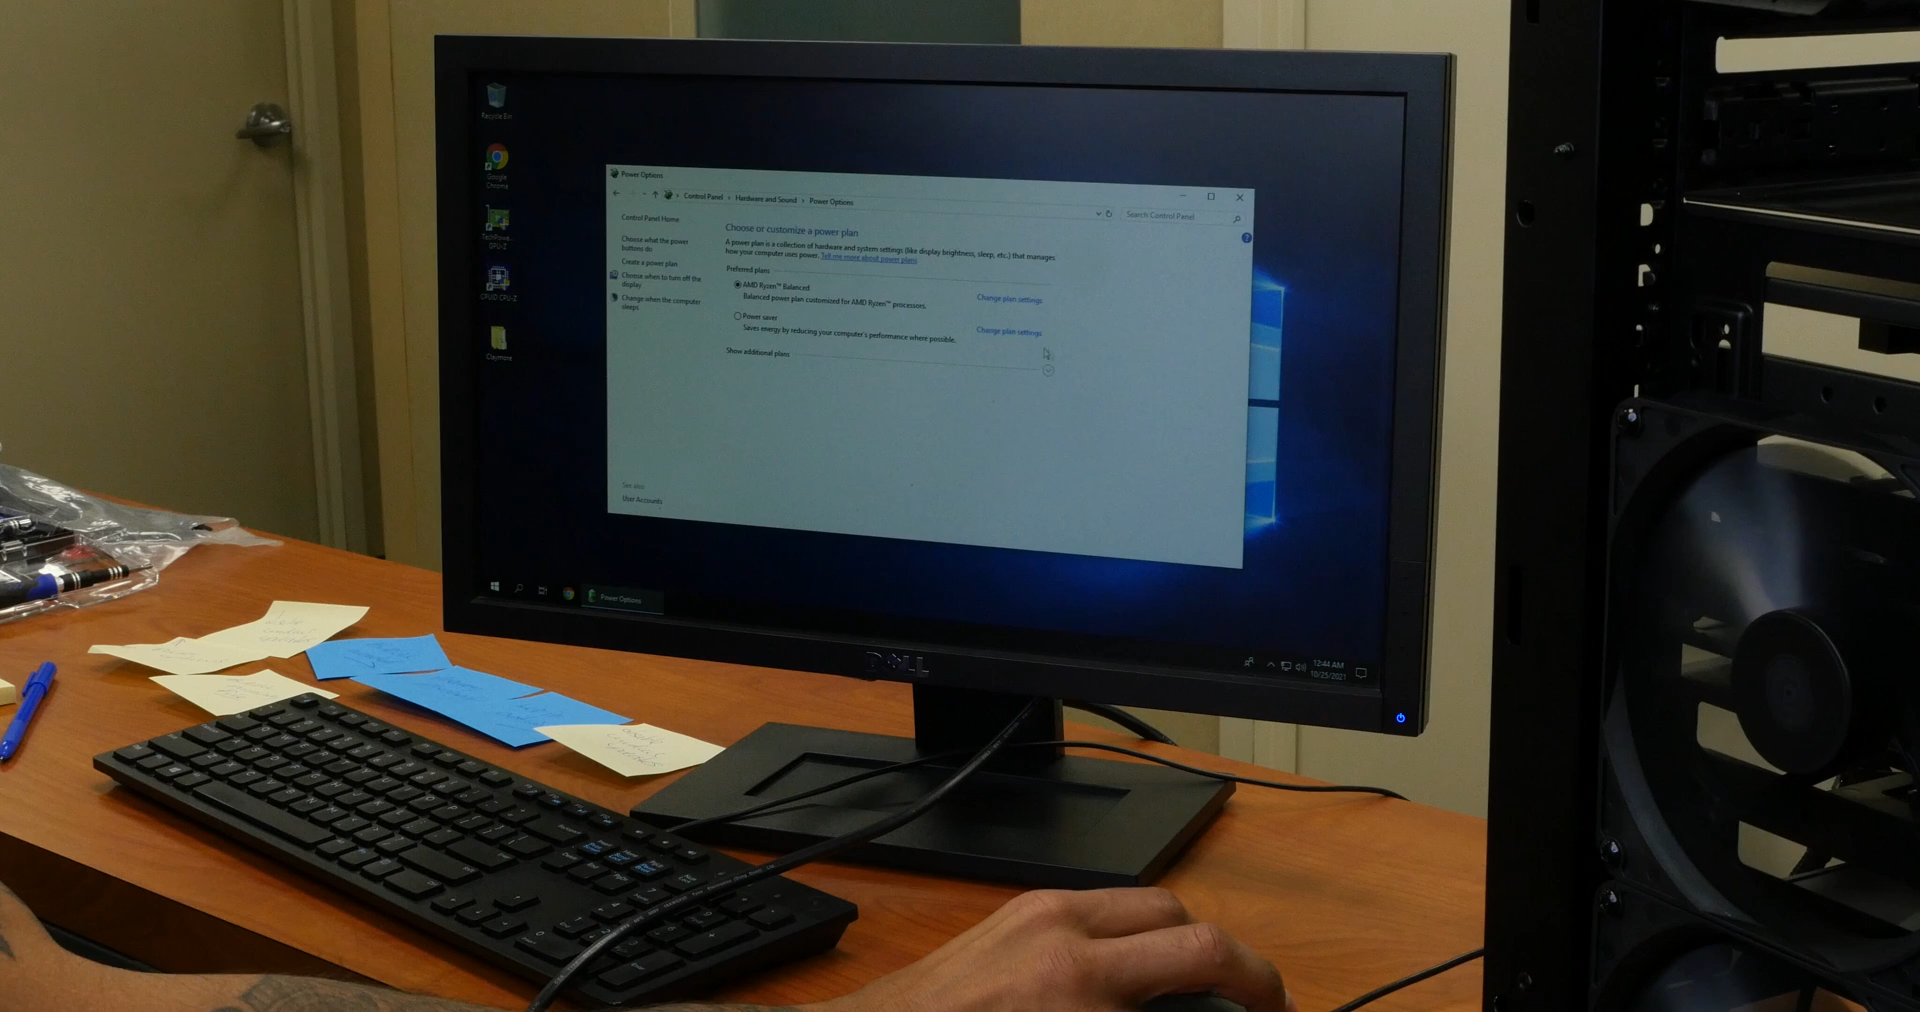 Recycle Bin
Google
Chrome
TechPowe...
GPU-Z
CPUID CPU-Z
Claymore
Power Options
Control Panel › Hardware and Sound › Power Options
Search Control Panel
Control Panel Home
Choose what the power
buttons do
Create a power plan
Choose when to turn off the
display
Change when the computer
sleeps
See also
User Accounts
Choose or customize a power plan
A power plan is a collection of hardware and system settings (like display brightness, sleep, etc.) that manages
how your computer uses power. Tell me more about power plans
Preferred plans
AMD Ryzen™ Balanced
Change plan settings
Balanced power plan customized for AMD Ryzen™ processors.
Power saver
Change plan settings
Saves energy by reducing your computer's performance where possible.
Show additional plans
Power Options
12:44 AM
10/25/2021
DELL